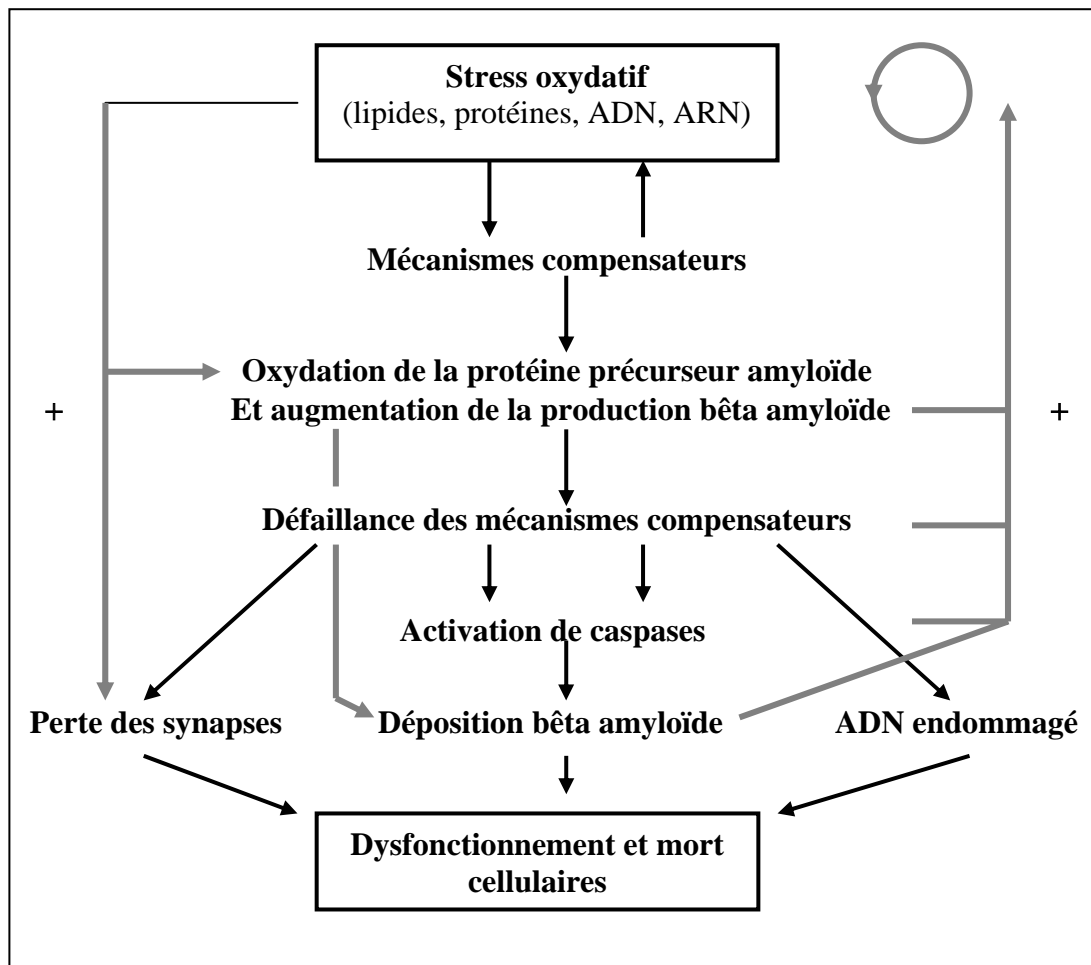 Stress oxydatif
(lipides, protéines, ADN, ARN)
Mécanismes compensateurs
Oxydation de la protéine précurseur amyloïde
+ Et augmentation de la production bêta amyloïde +
Défaillance des mécanismes compensateurs
Activation de caspases
Perte des synapses Déposition bêta amyloïde ADN endommagé
Dysfonctionnement et mort
cellulaires